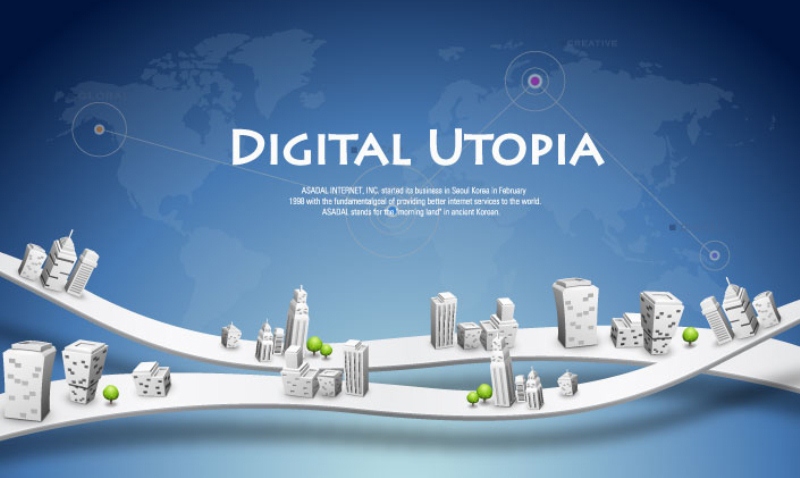 CREATIVE
DIGITAL UTOPIA
ASADAL INTERNET, INC. started its business in Seoul Korea in February
1998 with the fundamentalgoal of providing better internet services to the world.
ASADAL stands for the "morning land" in ancient Korean.